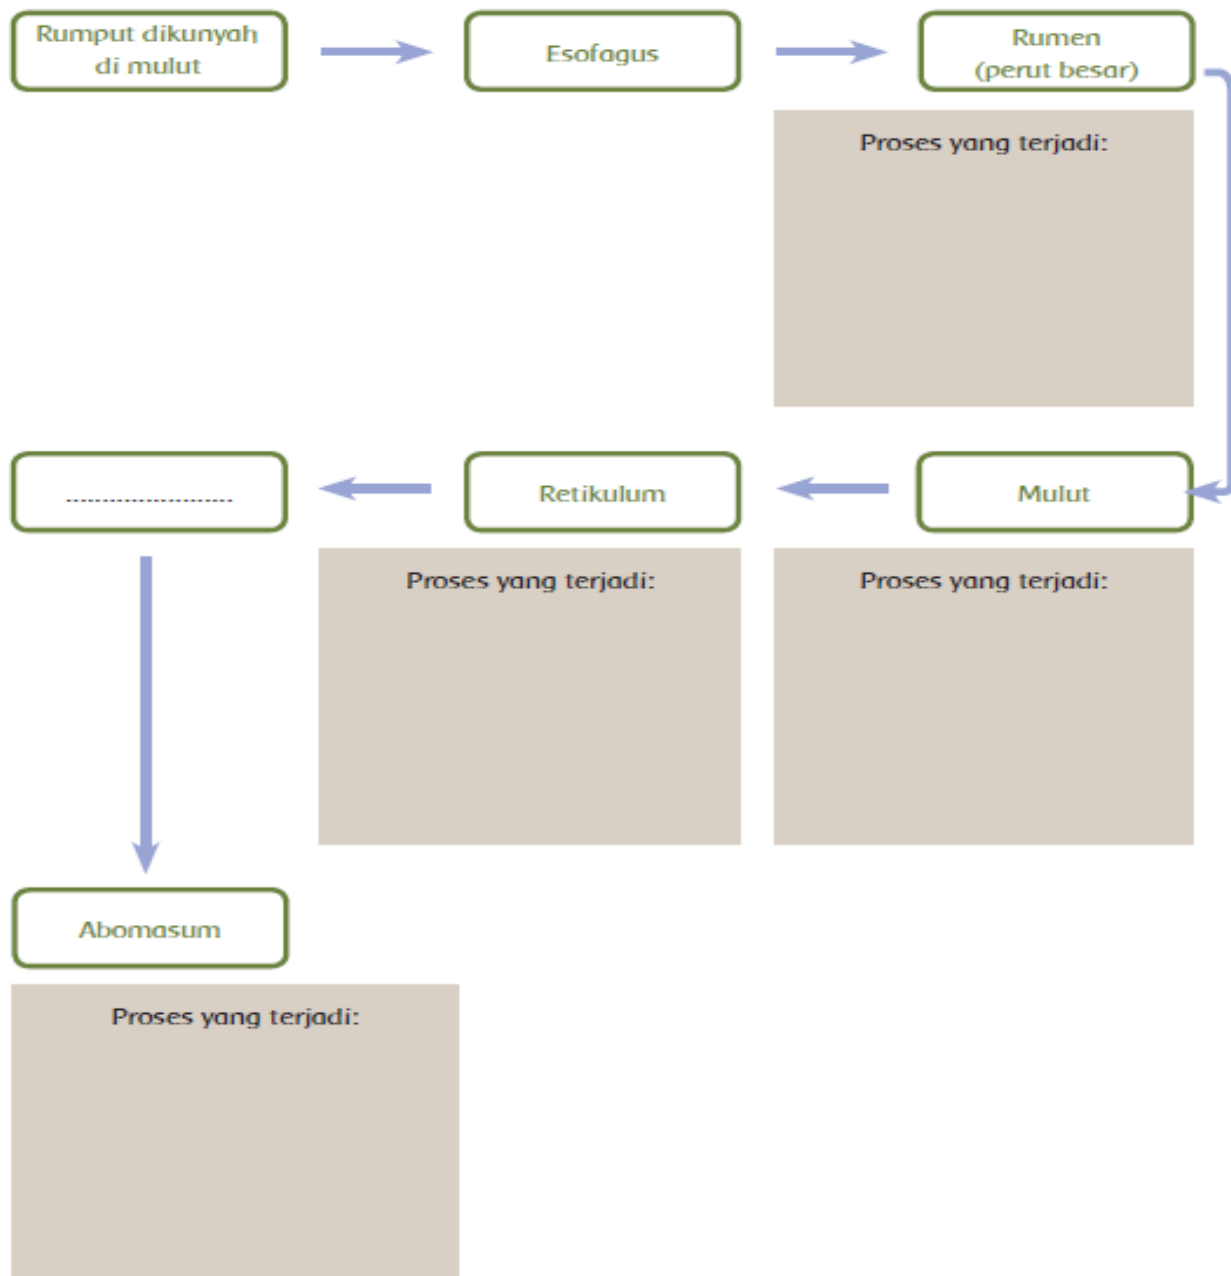 Rumput dikunyah
di mulut
Esofagus
Rumen
(perut besar)
Proses yang terjadi:
Mulut
Retikulum
.......................
Proses yang terjadi:
Proses yang terjadi:
Abomasum
Proses yang terjadi: